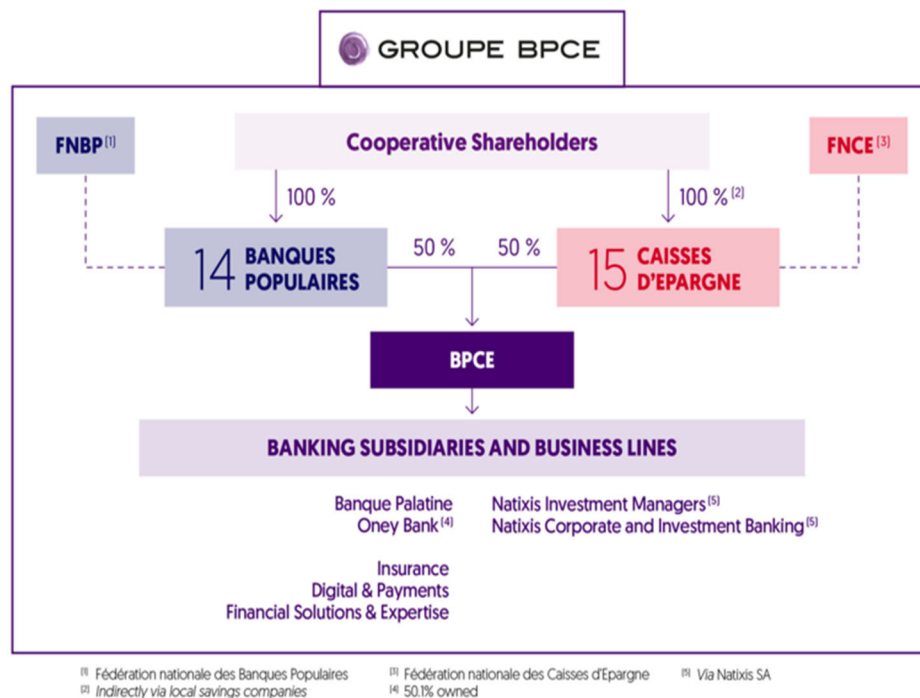 GROUPE BPCE
FNBP (1)
Cooperative Shareholders
FNCE (3)
100 %
100 % (2)
14 BANQUES
POPULAIRES
50 %
50 %
15 CAISSES
D'EPARGNE
BPCE
BANKING SUBSIDIARIES AND BUSINESS LINES
Banque Palatine
Oney Bank (4)
Natixis Investment Managers (5)
Natixis Corporate and Investment Banking (5)
Insurance
Digital & Payments
Financial Solutions & Expertise
(1) Fédération nationale des Banques Populaires
(2) Indirectly via local savings companies
(3) Fédération nationale des Caisses d'Epargne
(4) 50.1% owned
(5) Via Natixis SA